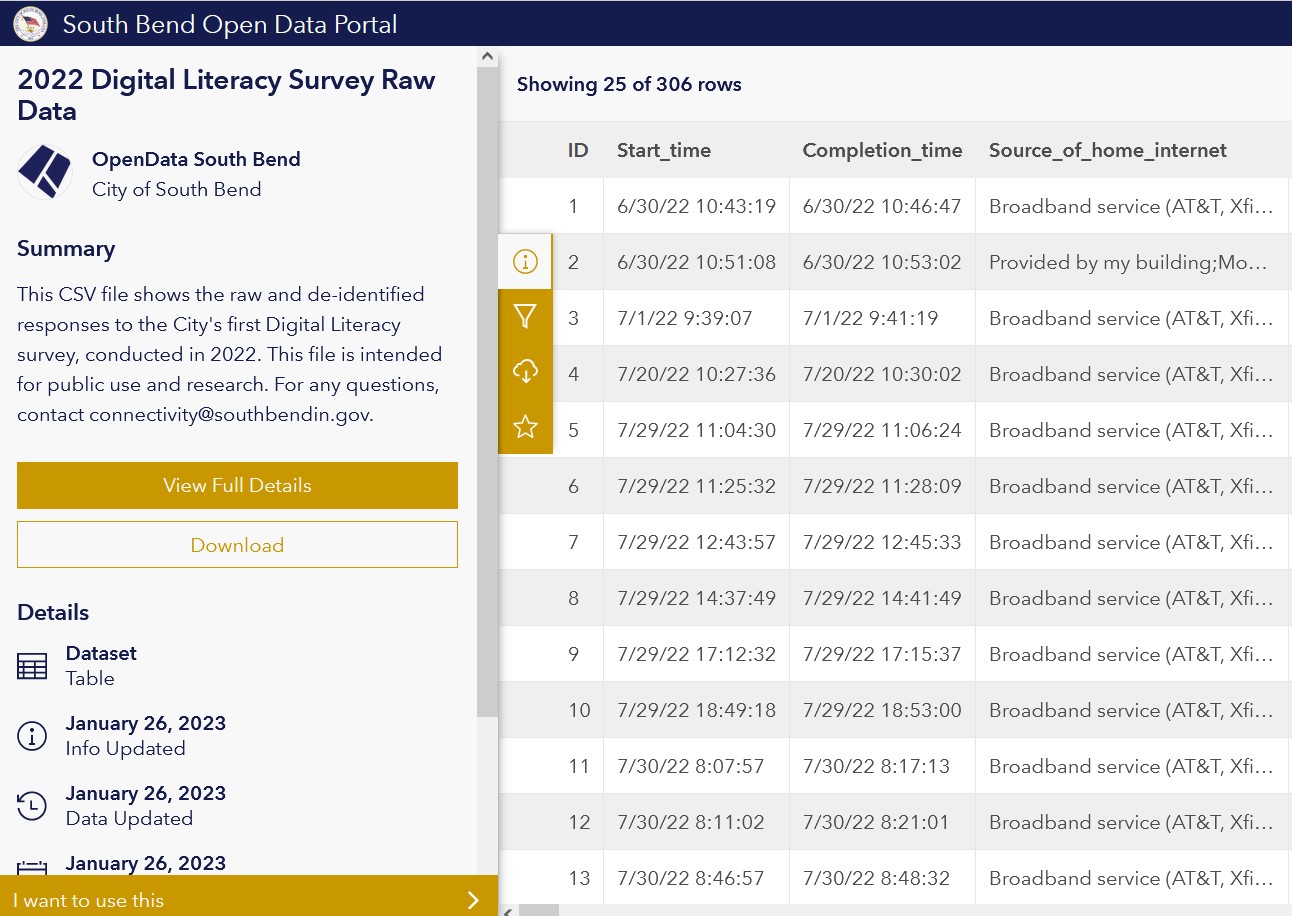 South Bend Open Data Portal
2022 Digital Literacy Survey Raw
Data
OpenData South Bend
City of South Bend
Summary
This CSV file shows the raw and de-identified
responses to the City's first Digital Literacy
survey, conducted in 2022. This file is intended
for public use and research. For any questions,
contact connectivity@southbendin.gov.
View Full Details
Download
Details
Dataset
Table
January 26, 2023
Info Updated
January 26, 2023
Data Updated
January 26, 2023
I want to use this
Showing 25 of 306 rows
ID Start_time Completion_time Source_of_home_internet
1 6/30/22 10:43:19 6/30/22 10:46:47 Broadband service (AT&T, Xfi...
2 6/30/22 10:51:08 6/30/22 10:53:02 Provided by my building;Mo...
3 7/1/22 9:39:07 7/1/22 9:41:19 Broadband service (AT&T, Xfi...
4 7/20/22 10:27:36 7/20/22 10:30:02 Broadband service (AT&T, Xfi...
5 7/29/22 11:04:30 7/29/22 11:06:24 Broadband service (AT&T, Xfi...
6 7/29/22 11:25:32 7/29/22 11:28:09 Broadband service (AT&T, Xfi...
7 7/29/22 12:43:57 7/29/22 12:45:33 Broadband service (AT&T, Xfi...
8 7/29/22 14:37:49 7/29/22 14:41:49 Broadband service (AT&T, Xfi...
9 7/29/22 17:12:32 7/29/22 17:15:37 Broadband service (AT&T, Xfi...
10 7/29/22 18:49:18 7/29/22 18:53:00 Broadband service (AT&T, Xfi...
11 7/30/22 8:07:57 7/30/22 8:17:13 Broadband service (AT&T, Xfi...
12 7/30/22 8:11:02 7/30/22 8:21:01 Broadband service (AT&T, Xfi...
13 7/30/22 8:46:57 7/30/22 8:48:32 Broadband service (AT&T, Xfi...